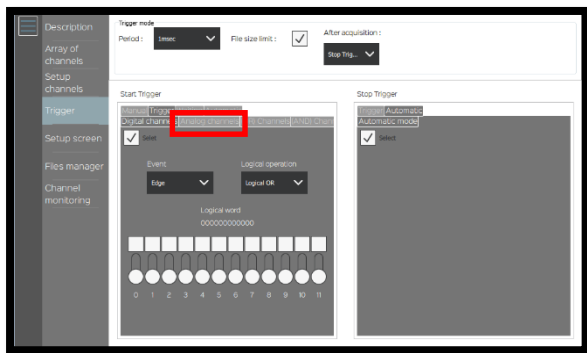 Description
Array of
channels
Setup
channels
Trigger
Setup screen
Files manager
Channel
monitoring
Trigger mode
Period :
1msec
File size limit :
After acquisition :
Stop Trig...
Start Trigger
Manual Trigger
Digital channels Analog channels Channels (AND) Chann
Select
Event
Logical operation
Edge
Logical OR
Logical word
000000000000
0 1 2 3 4 5 6 7 8 9 10 11
Stop Trigger
Trigger Automatic
Automatic mode
Select